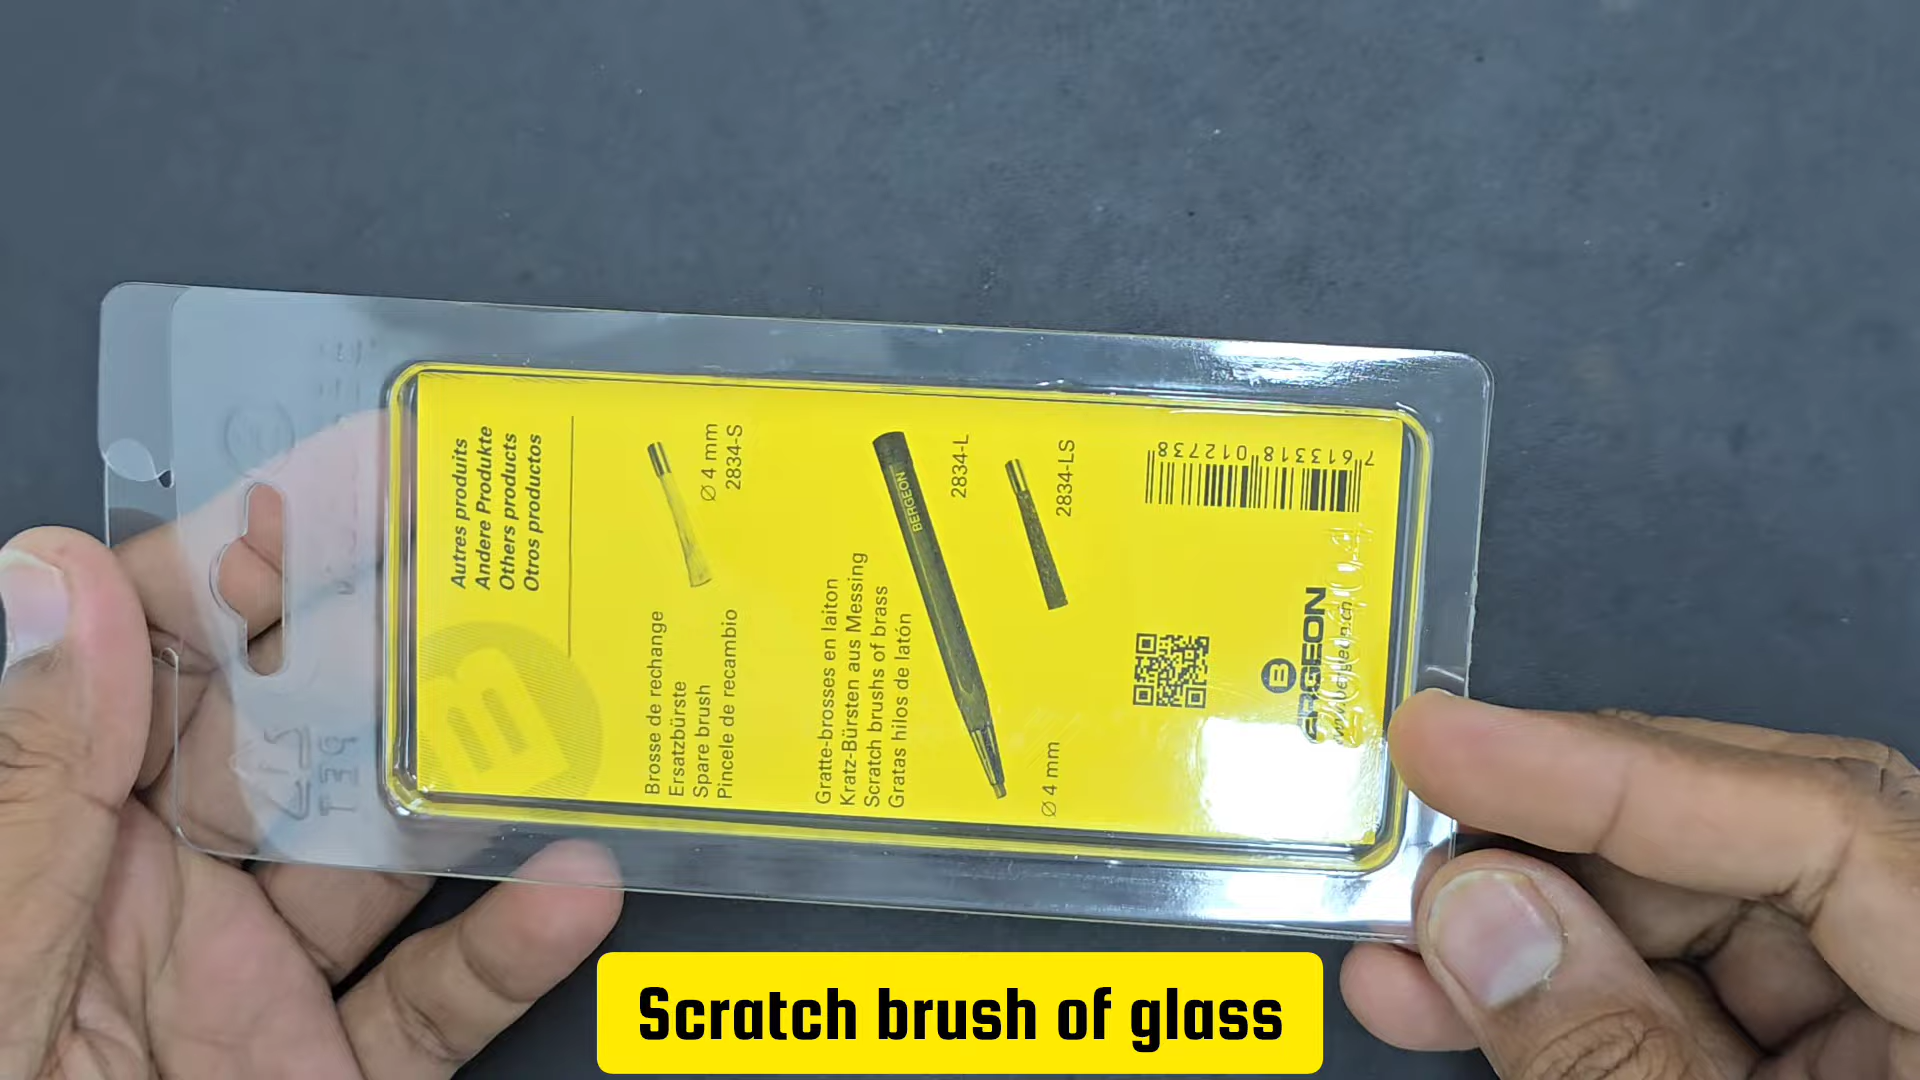 Autres produits
Andere Produkte
Others products
Otros productos
Brosse de rechange
Ersatzbürste
Spare brush
Pincele de recambio
Ø 4 mm
2834-S
Gratte-brosses en laiton
Kratz-Bürsten aus Messing
Scratch brushs of brass
Gratas hilos de latón
BERGEON
2834-L
Ø 4 mm
2834-LS
7 613318 012738
B
BERGEON
PET
Scratch brush of glass